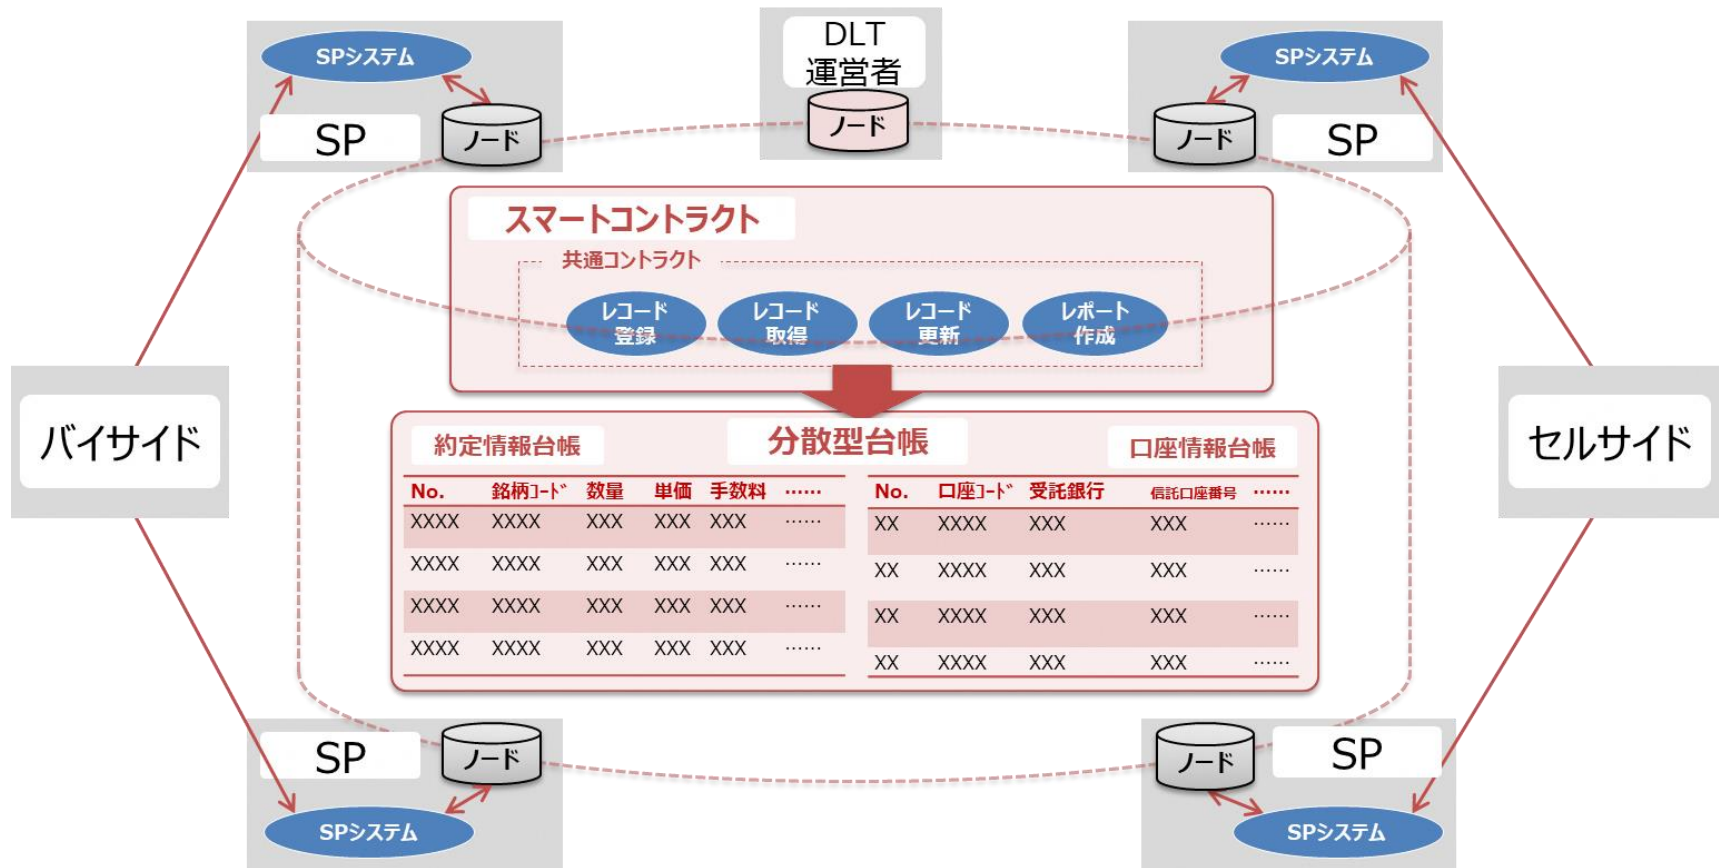 DLT
運営者
ノード
SPシステム
SP
ノード
SPシステム
ノード
SP
スマートコントラクト
共通コントラクト
レコード
登録
レコード
取得
レコード
更新
レポート
作成
バイサイド
セルサイド
約定情報台帳
分散型台帳
口座情報台帳
No. 銘柄ｺｰﾄﾞ 数量 単価 手数料 ……
XXXX XXXX XXX XXX XXX ……
XXXX XXXX XXX XXX XXX ……
XXXX XXXX XXX XXX XXX ……
XXXX XXXX XXX XXX XXX ……
No. 口座ｺｰﾄﾞ 受託銀行 信託口座番号 ……
XX XXXX XXX XXX ……
XX XXXX XXX XXX ……
XX XXXX XXX XXX ……
XX XXXX XXX XXX ……
SP
ノード
SPシステム
ノード
SP
SPシステム